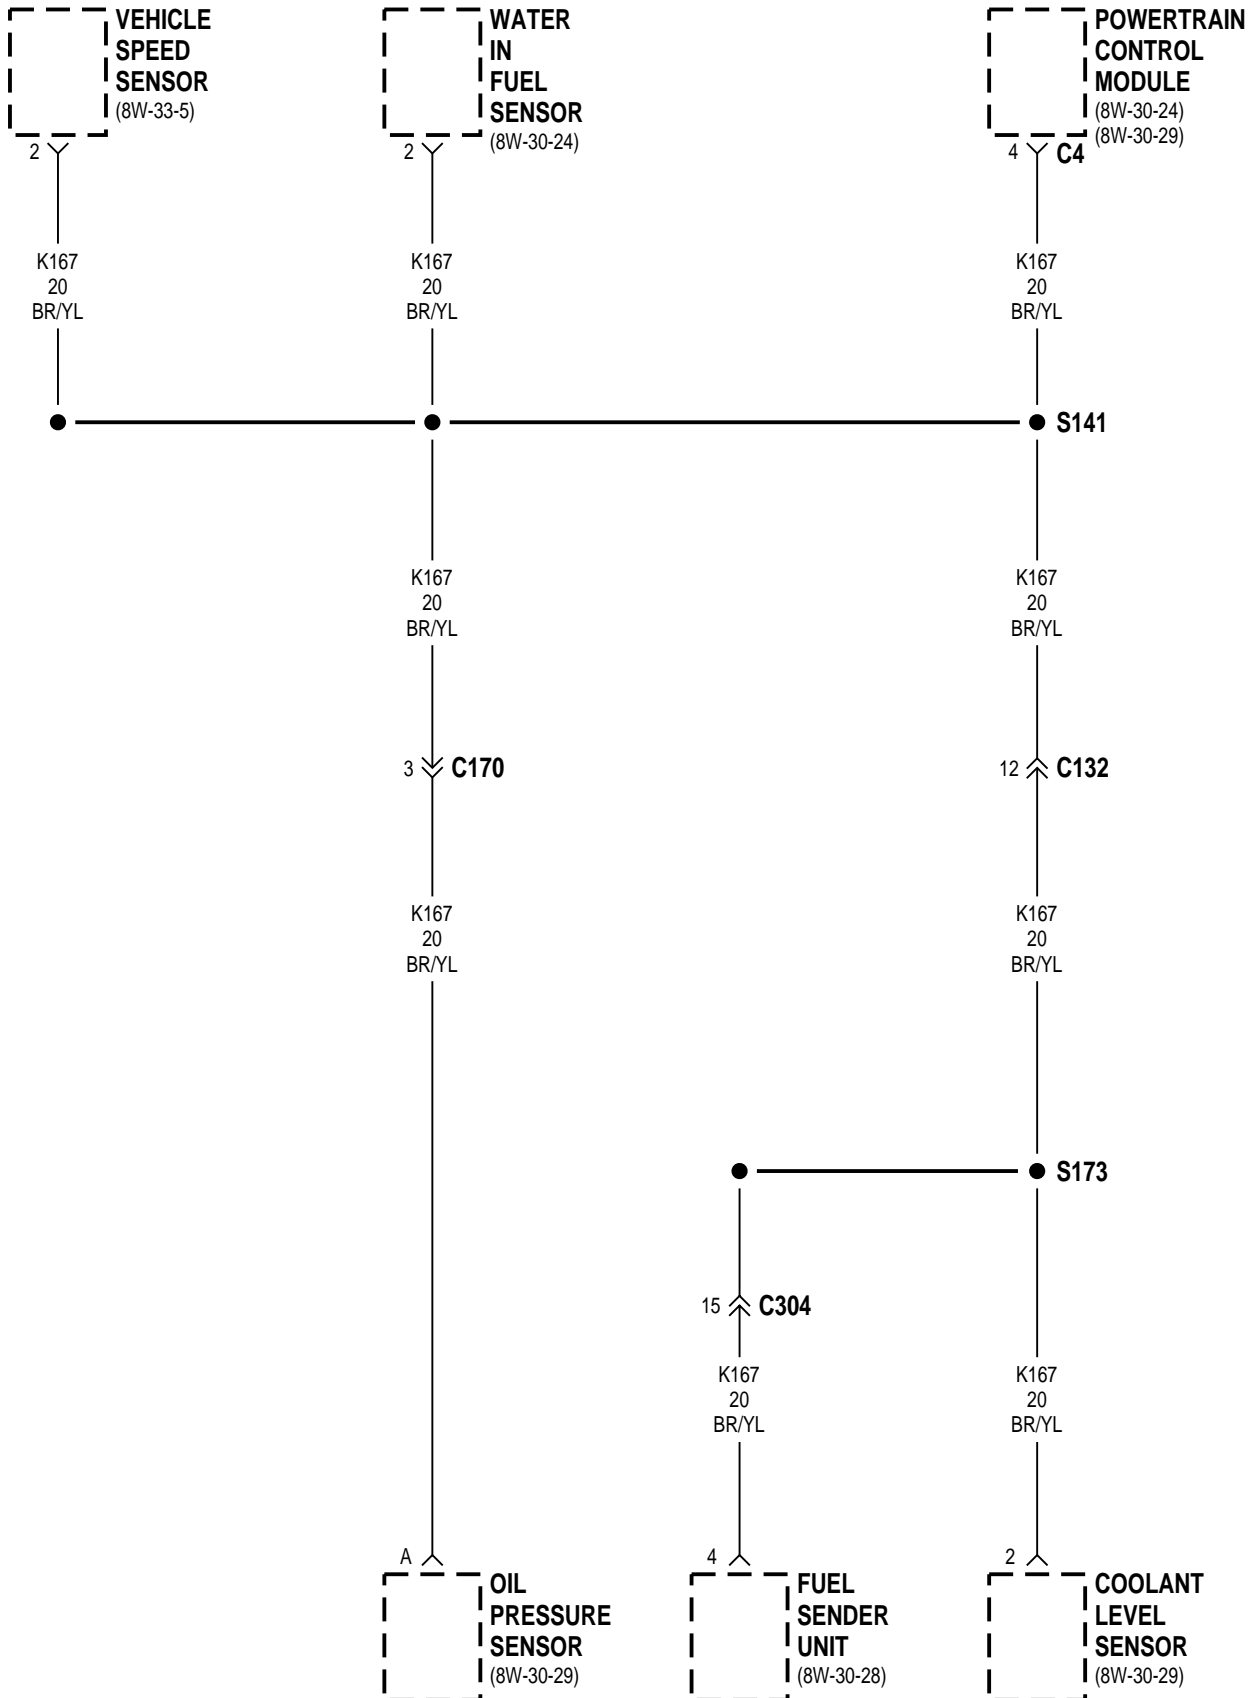 VEHICLE
SPEED
SENSOR
(8W-33-5)
2
WATER
IN
FUEL
SENSOR
(8W-30-24)
2
POWERTRAIN
CONTROL
MODULE
(8W-30-24)
(8W-30-29)
4
C4
K167
20
BR/YL
K167
20
BR/YL
K167
20
BR/YL
S141
K167
20
BR/YL
K167
20
BR/YL
3
C170
12
C132
K167
20
BR/YL
K167
20
BR/YL
S173
15
C304
K167
20
BR/YL
K167
20
BR/YL
A
OIL
PRESSURE
SENSOR
(8W-30-29)
4
FUEL
SENDER
UNIT
(8W-30-28)
2
COOLANT
LEVEL
SENSOR
(8W-30-29)